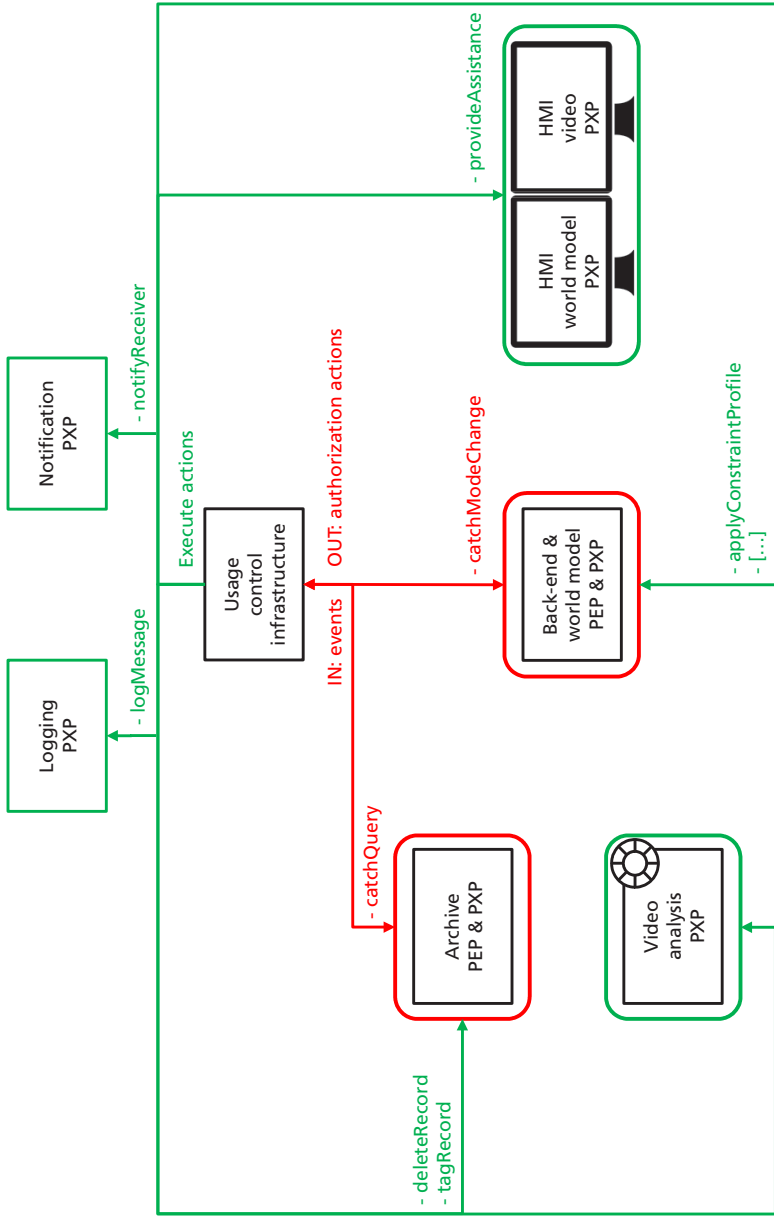 Logging
PXP
Notification
PXP
- logMessage
- notifyReceiver
Execute actions
Usage
control
infrastructure
IN: events
OUT: authorization actions
- catchQuery
- catchModeChange
- provideAssistance
- deleteRecord
- tagRecord
Archive
PEP & PXP
Back-end &
world model
PEP & PXP
HMI
world model
PXP
HMI
video
PXP
Video
analysis
PXP
- applyConstraintProfile
- [...]